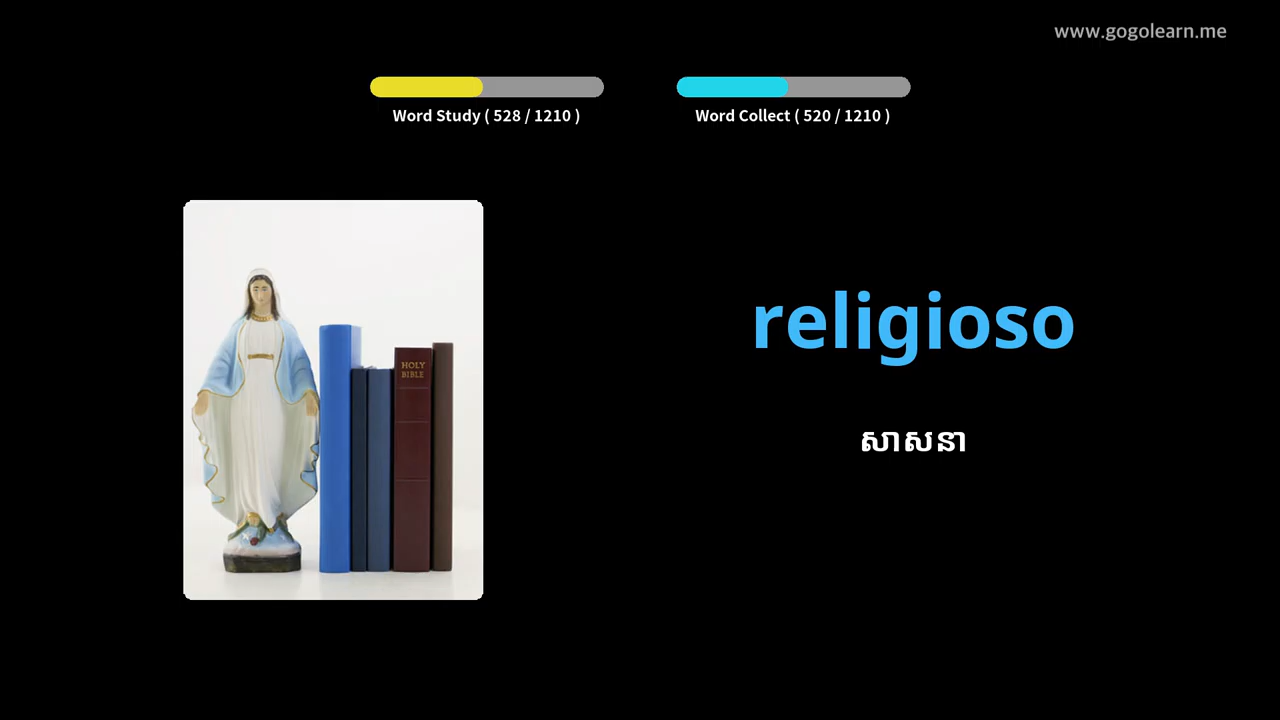 www.gogolearn.me
Word Study ( 528 / 1210 )
Word Collect ( 520 / 1210 )
HOLY
BIBLE
religioso
សាសនា